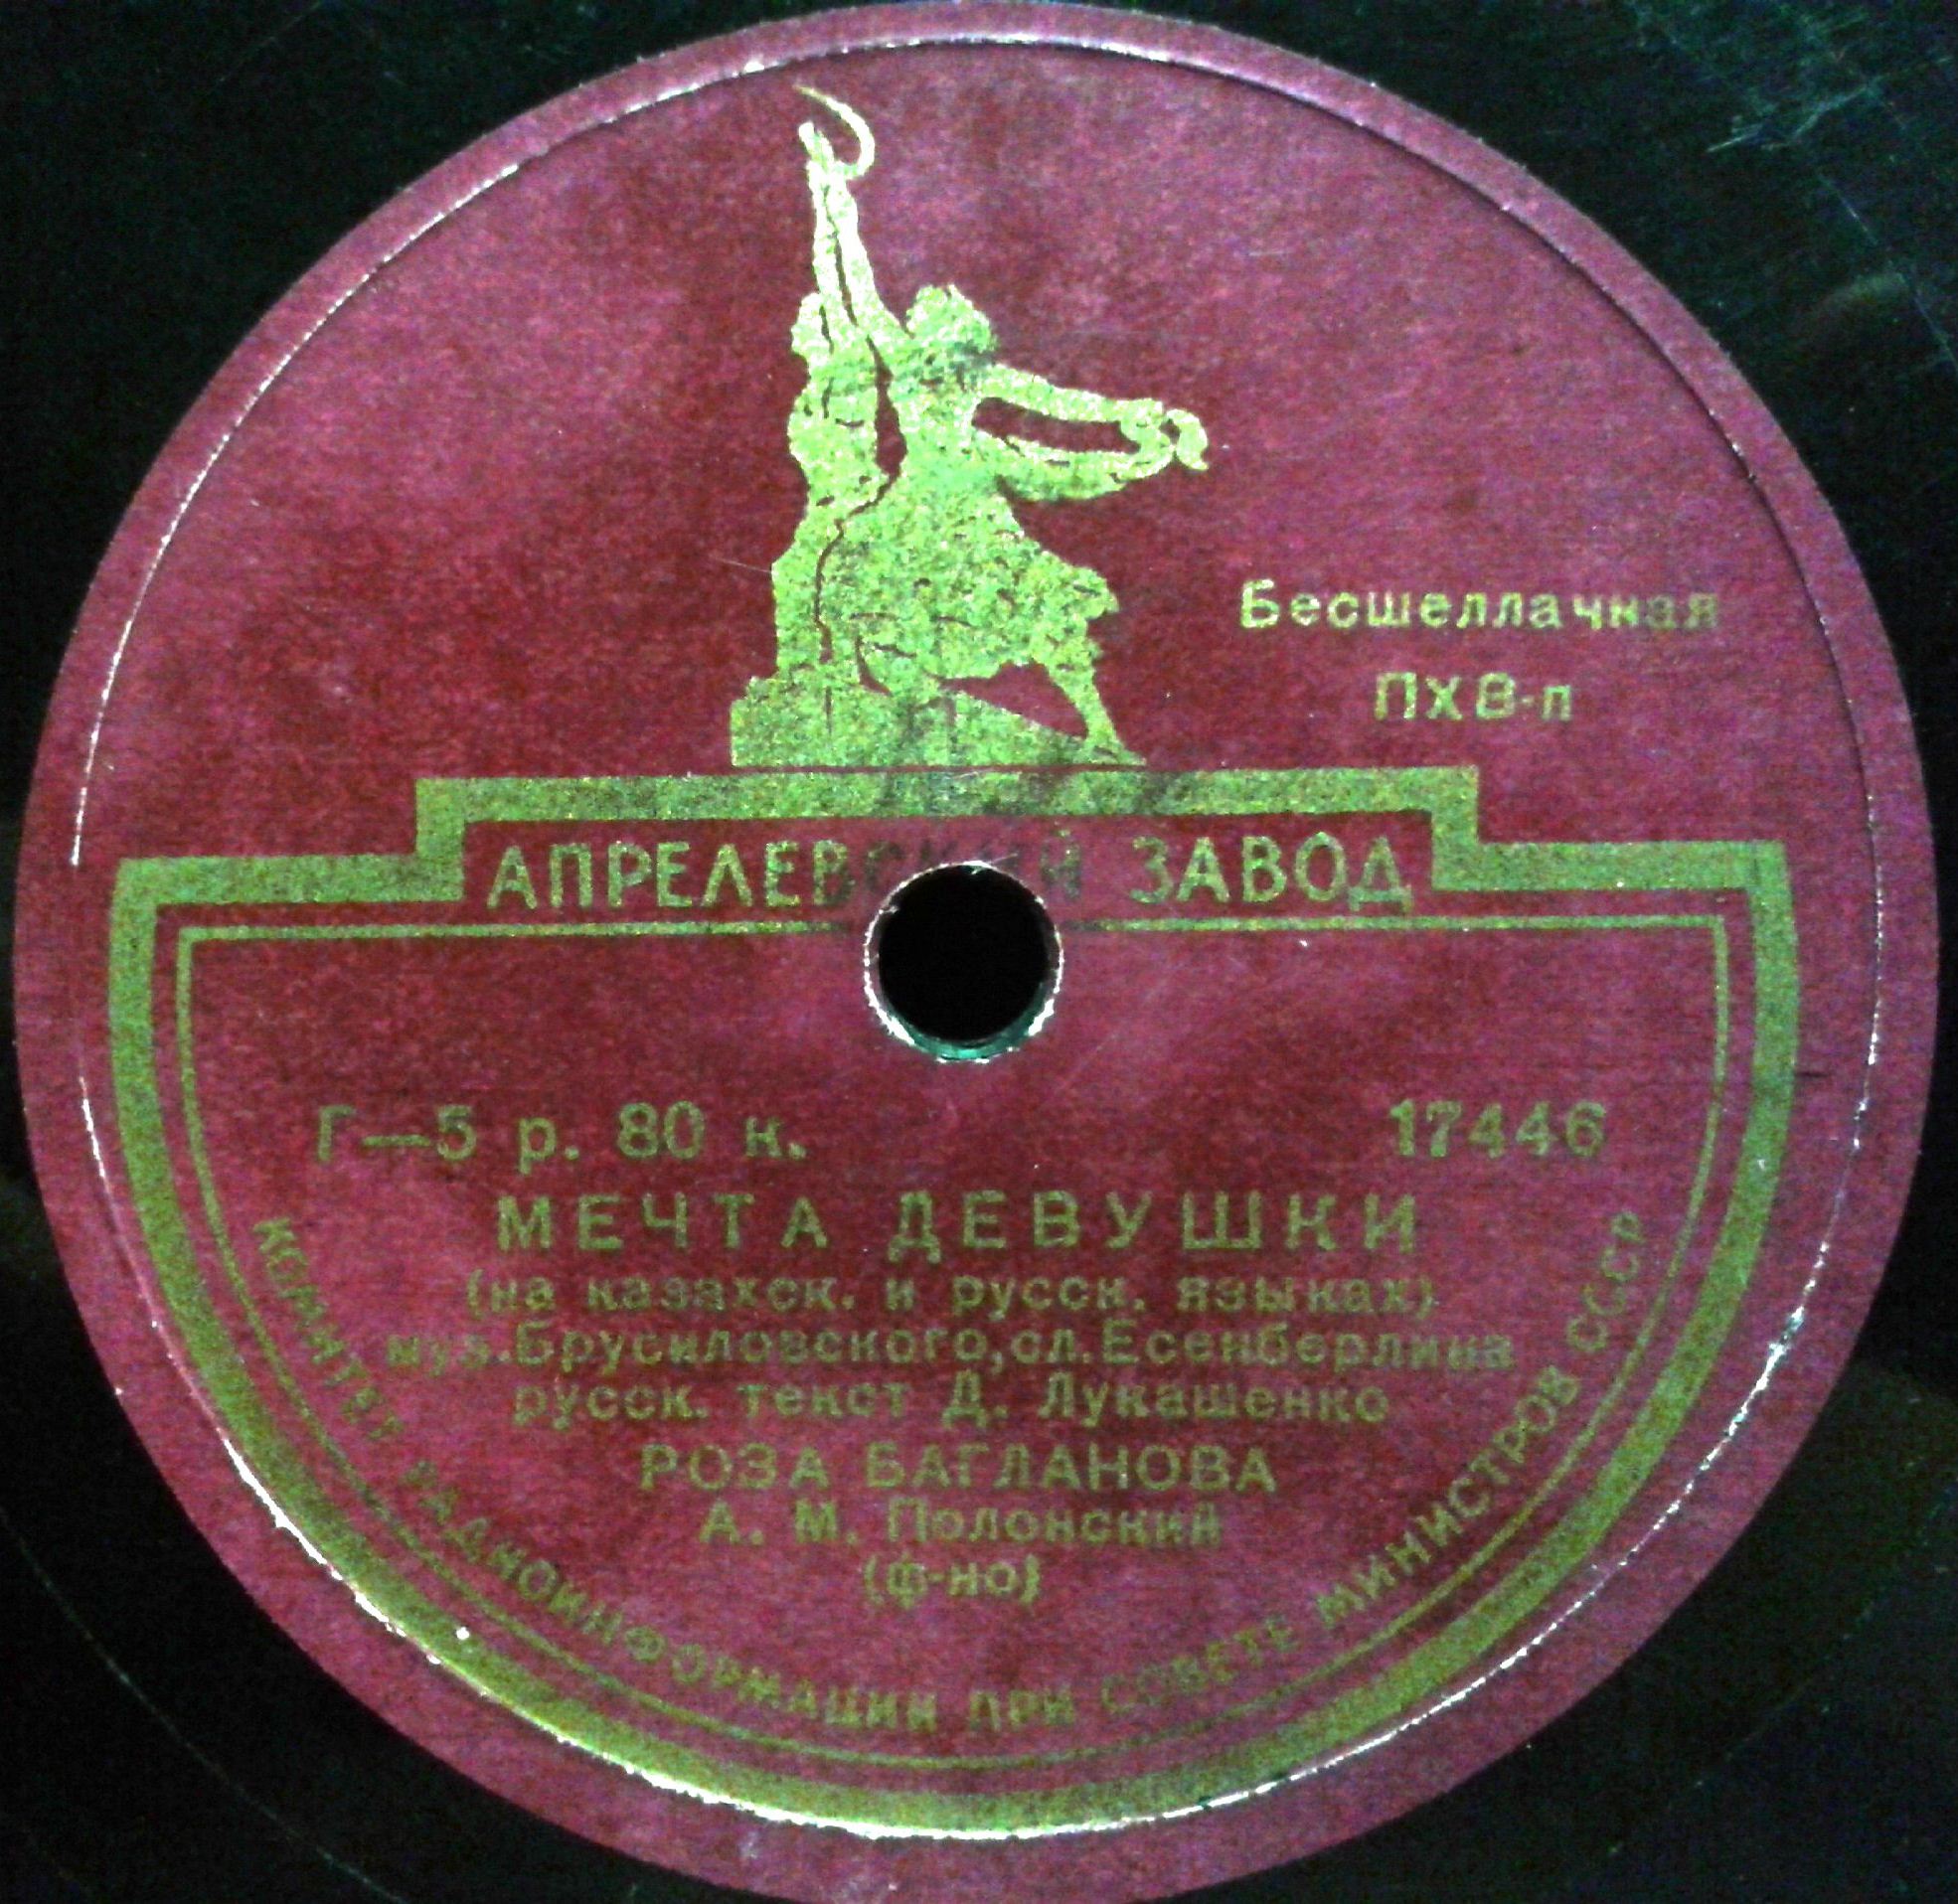 Бесшеллачная
ПХВ-п
АПРЕЛЕВСКИЙ ЗАВОД
Г—5 р. 80 к.
17446
МЕЧТА ДЕВУШКИ
(на казахск. и русск. языках)
муз. Брусиловского, сл. Есенберлина
русск. текст Д. Лукашенко
РОЗА БАГЛАНОВА
А. М. Полонский
(ф-но)
КОМИТЕТ РАДИОИНФОРМАЦИИ ПРИ СОВЕТЕ МИНИСТРОВ СССР